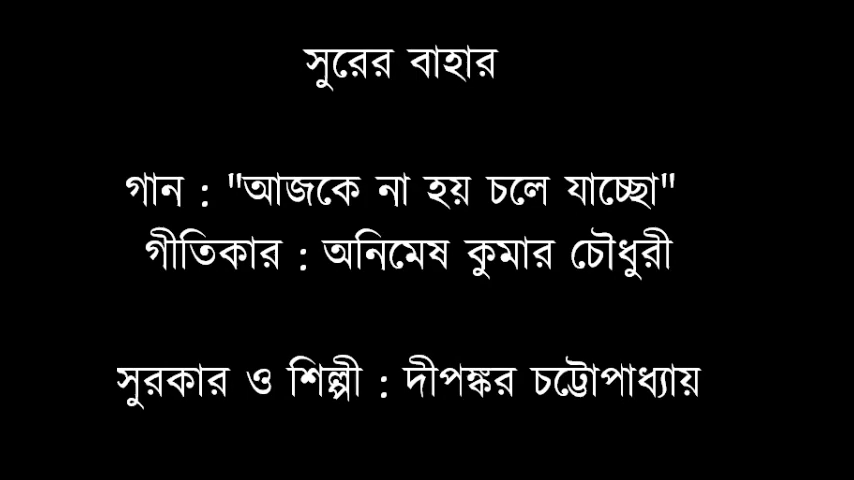 সুরের বাহার
গান : "আজকে না হয় চলে যাচ্ছো"
গীতিকার : অনিমেষ কুমার চৌধুরী
সুরকার ও শিল্পী : দীপঙ্কর চট্টোপাধ্যায়